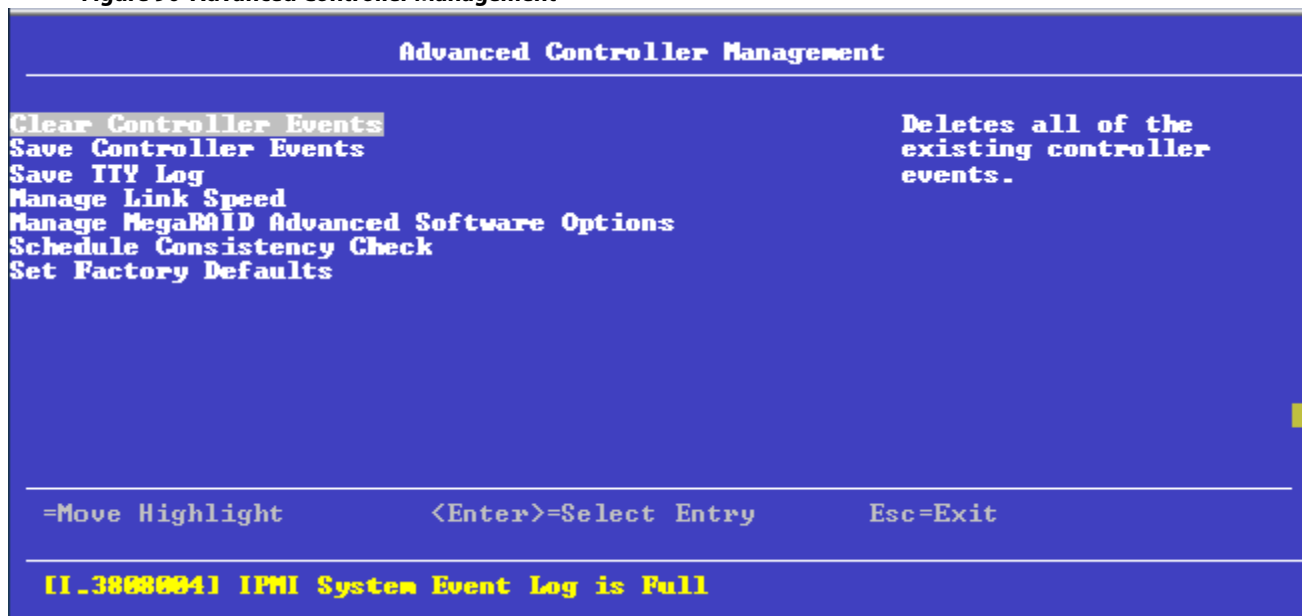 Advanced Controller Management
Clear Controller Events
Save Controller Events
Save TTY Log
Manage Link Speed
Manage MegaRAID Advanced Software Options
Schedule Consistency Check
Set Factory Defaults
Deletes all of the
existing controller
events.
=Move Highlight <Enter>=Select Entry Esc=Exit
[I.3808004] IPMI System Event Log is Full